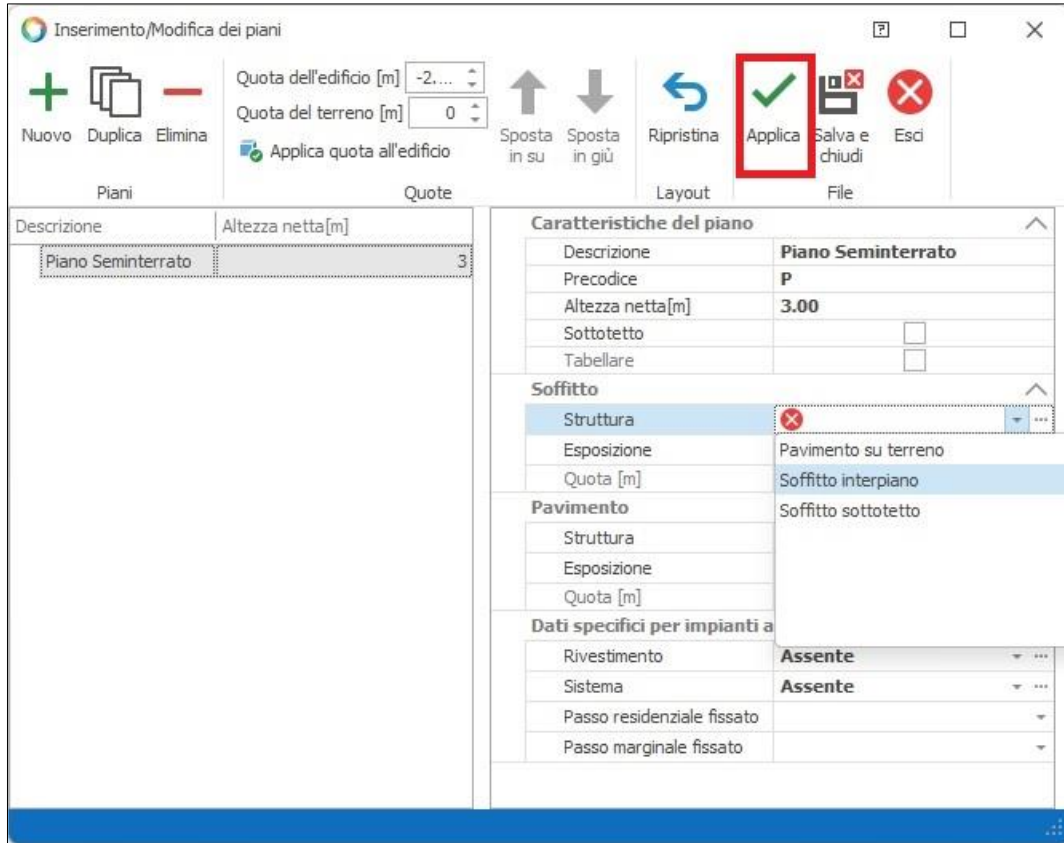 Inserimento/Modifica dei piani
Nuovo
Duplica
Elimina
Piani
Quota dell'edificio [m] -2....
Quota del terreno [m] 0
Applica quota all'edificio
Quote
Sposta in su
Sposta in giù
Ripristina
Layout
Applica
Salva e chiudi
Esci
File
Descrizione Altezza netta[m]
Piano Seminterrato 3
Caratteristiche del piano
Descrizione Piano Seminterrato
Precodice P
Altezza netta[m] 3.00
Sottotetto
Tabellare
Soffitto
Struttura
Esposizione
Quota [m]
Pavimento su terreno
Soffitto interpiano
Soffitto sottotetto
Pavimento
Struttura
Esposizione
Quota [m]
Dati specifici per impianti a
Rivestimento Assente
Sistema Assente
Passo residenziale fissato
Passo marginale fissato